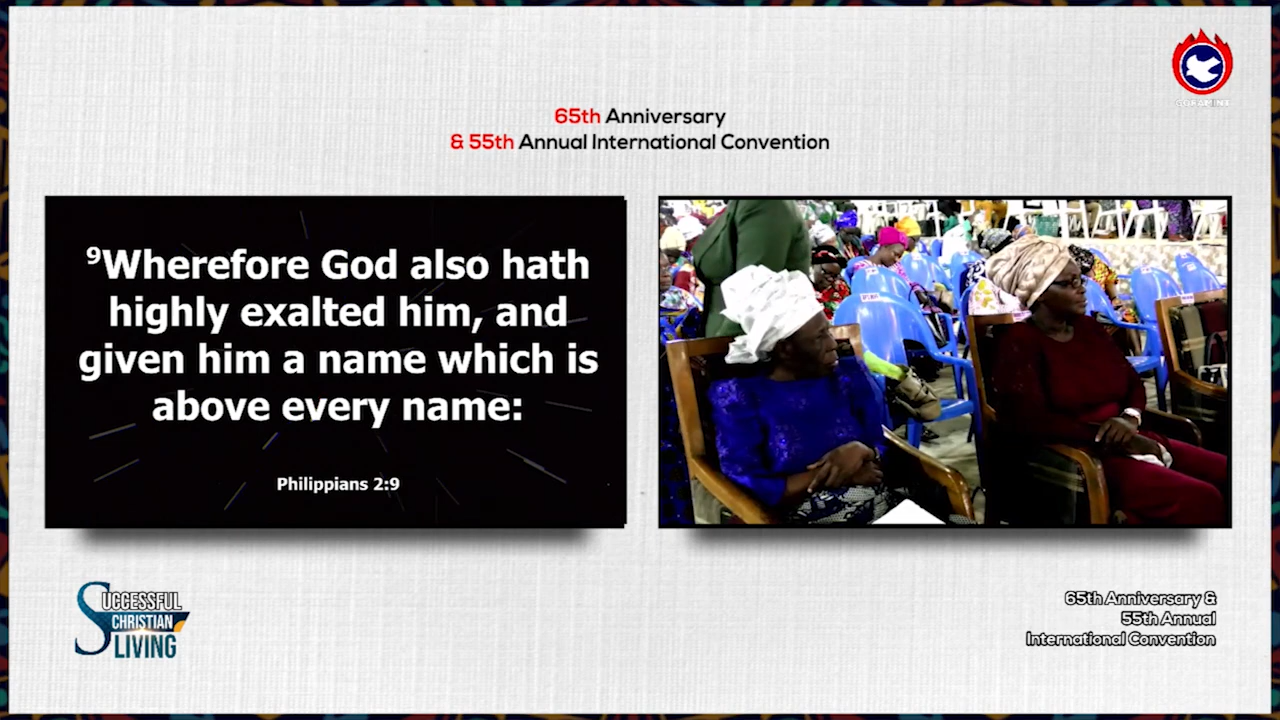 65th Anniversary
& 55th Annual International Convention
⁹Wherefore God also hath
highly exalted him, and
given him a name which is
above every name:
Philippians 2:9
SUCCESSFUL
CHRISTIAN
LIVING
65th Anniversary &
55th Annual
International Convention